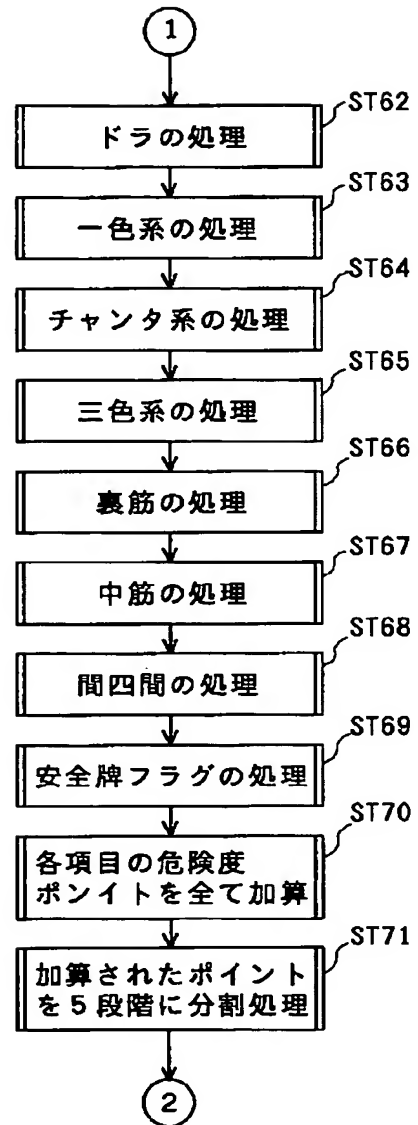 1
ST62
ドラの処理
ST63
一色系の処理
ST64
チャンタ系の処理
ST65
三色系の処理
ST66
裏筋の処理
ST67
中筋の処理
ST68
間四間の処理
ST69
安全牌フラグの処理
ST70
各項目の危険度
ポンイトを全て加算
ST71
加算されたポイント
を5段階に分割処理
2